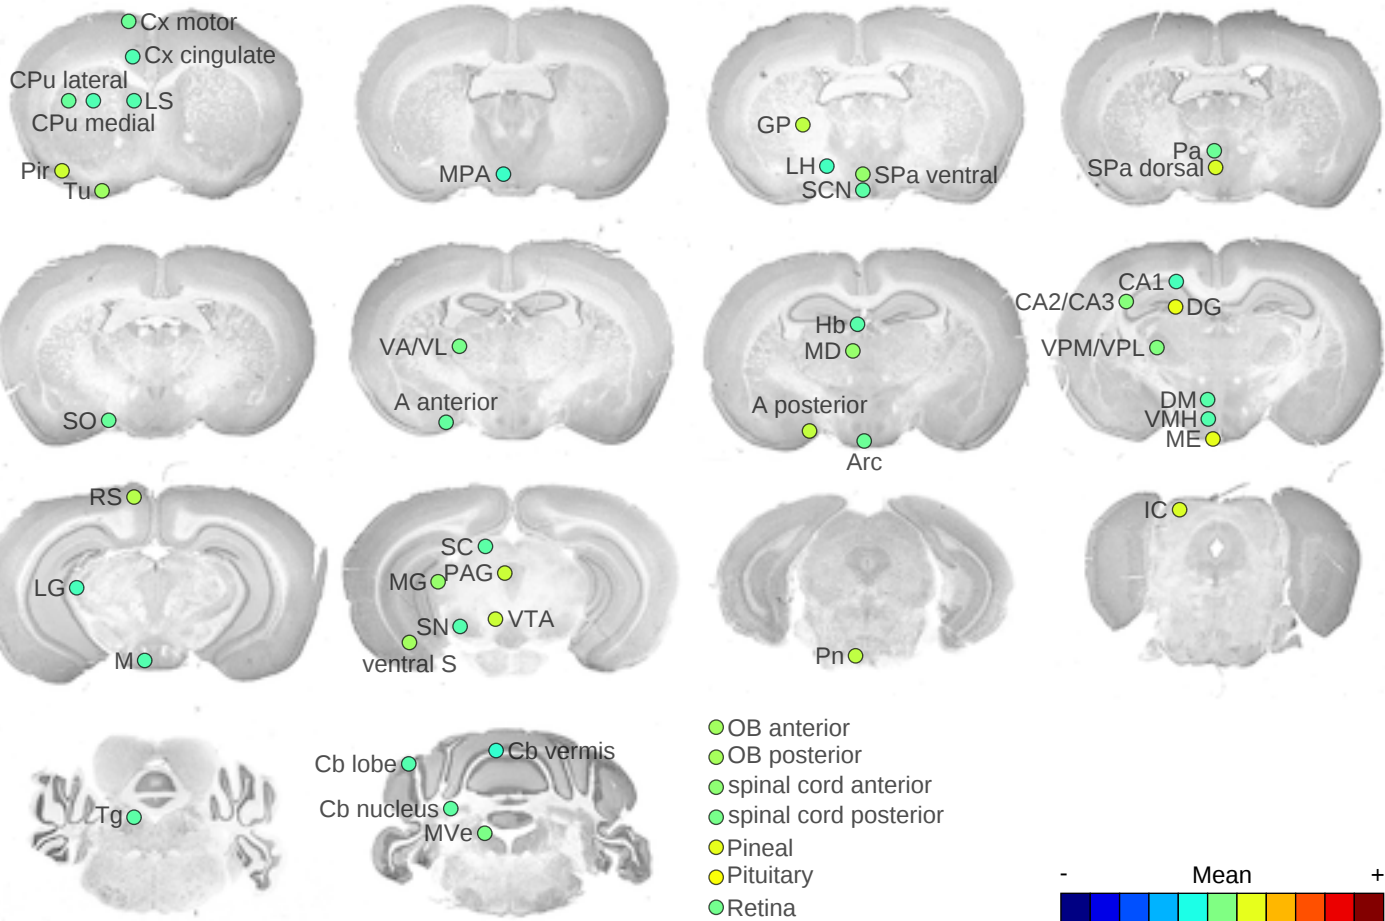 Cx motor
Cx cingulate
CPu lateral
LS
CPu medial
Pir
Tu
MPA
GP
LH
SPa ventral
SCN
Pa
SPa dorsal
SO
VA/VL
A anterior
Hb
MD
A posterior
Arc
CA1
CA2/CA3
DG
VPM/VPL
DM
VMH
ME
RS
LG
M
SC
PAG
MG
VTA
SN
ventral S
Pn
IC
Tg
Cb vermis
Cb lobe
Cb nucleus
MVe
OB anterior
OB posterior
spinal cord anterior
spinal cord posterior
Pineal
Pituitary
Retina
- Mean +